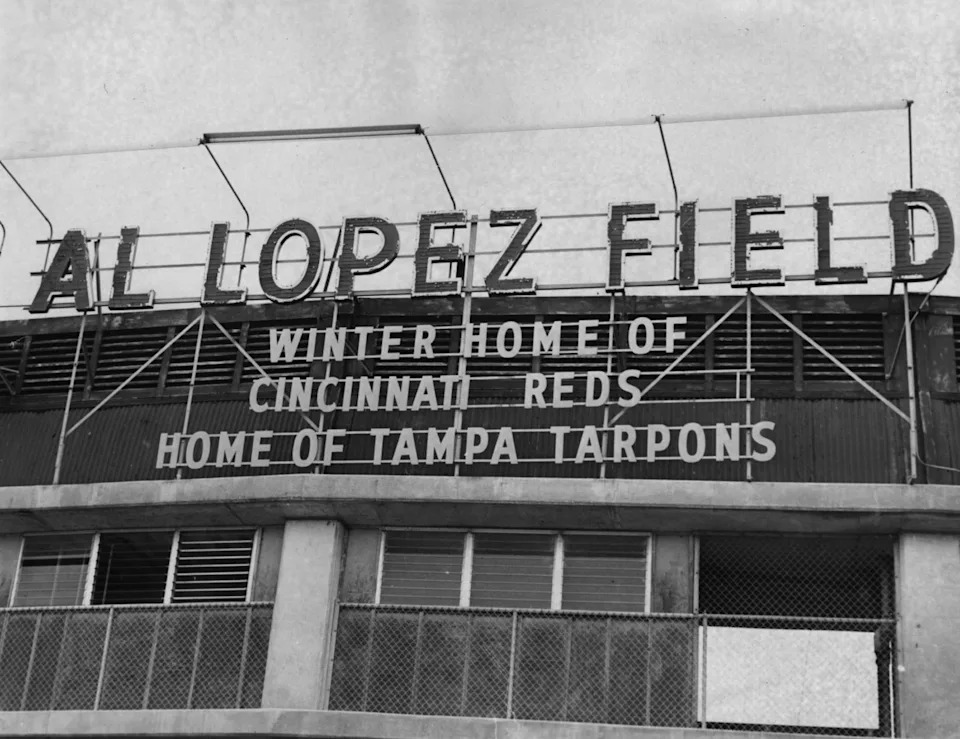 AL LOPEZ FIELD
WINTER HOME OF
CINCINNATI REDS
HOME OF TAMPA TARPONS